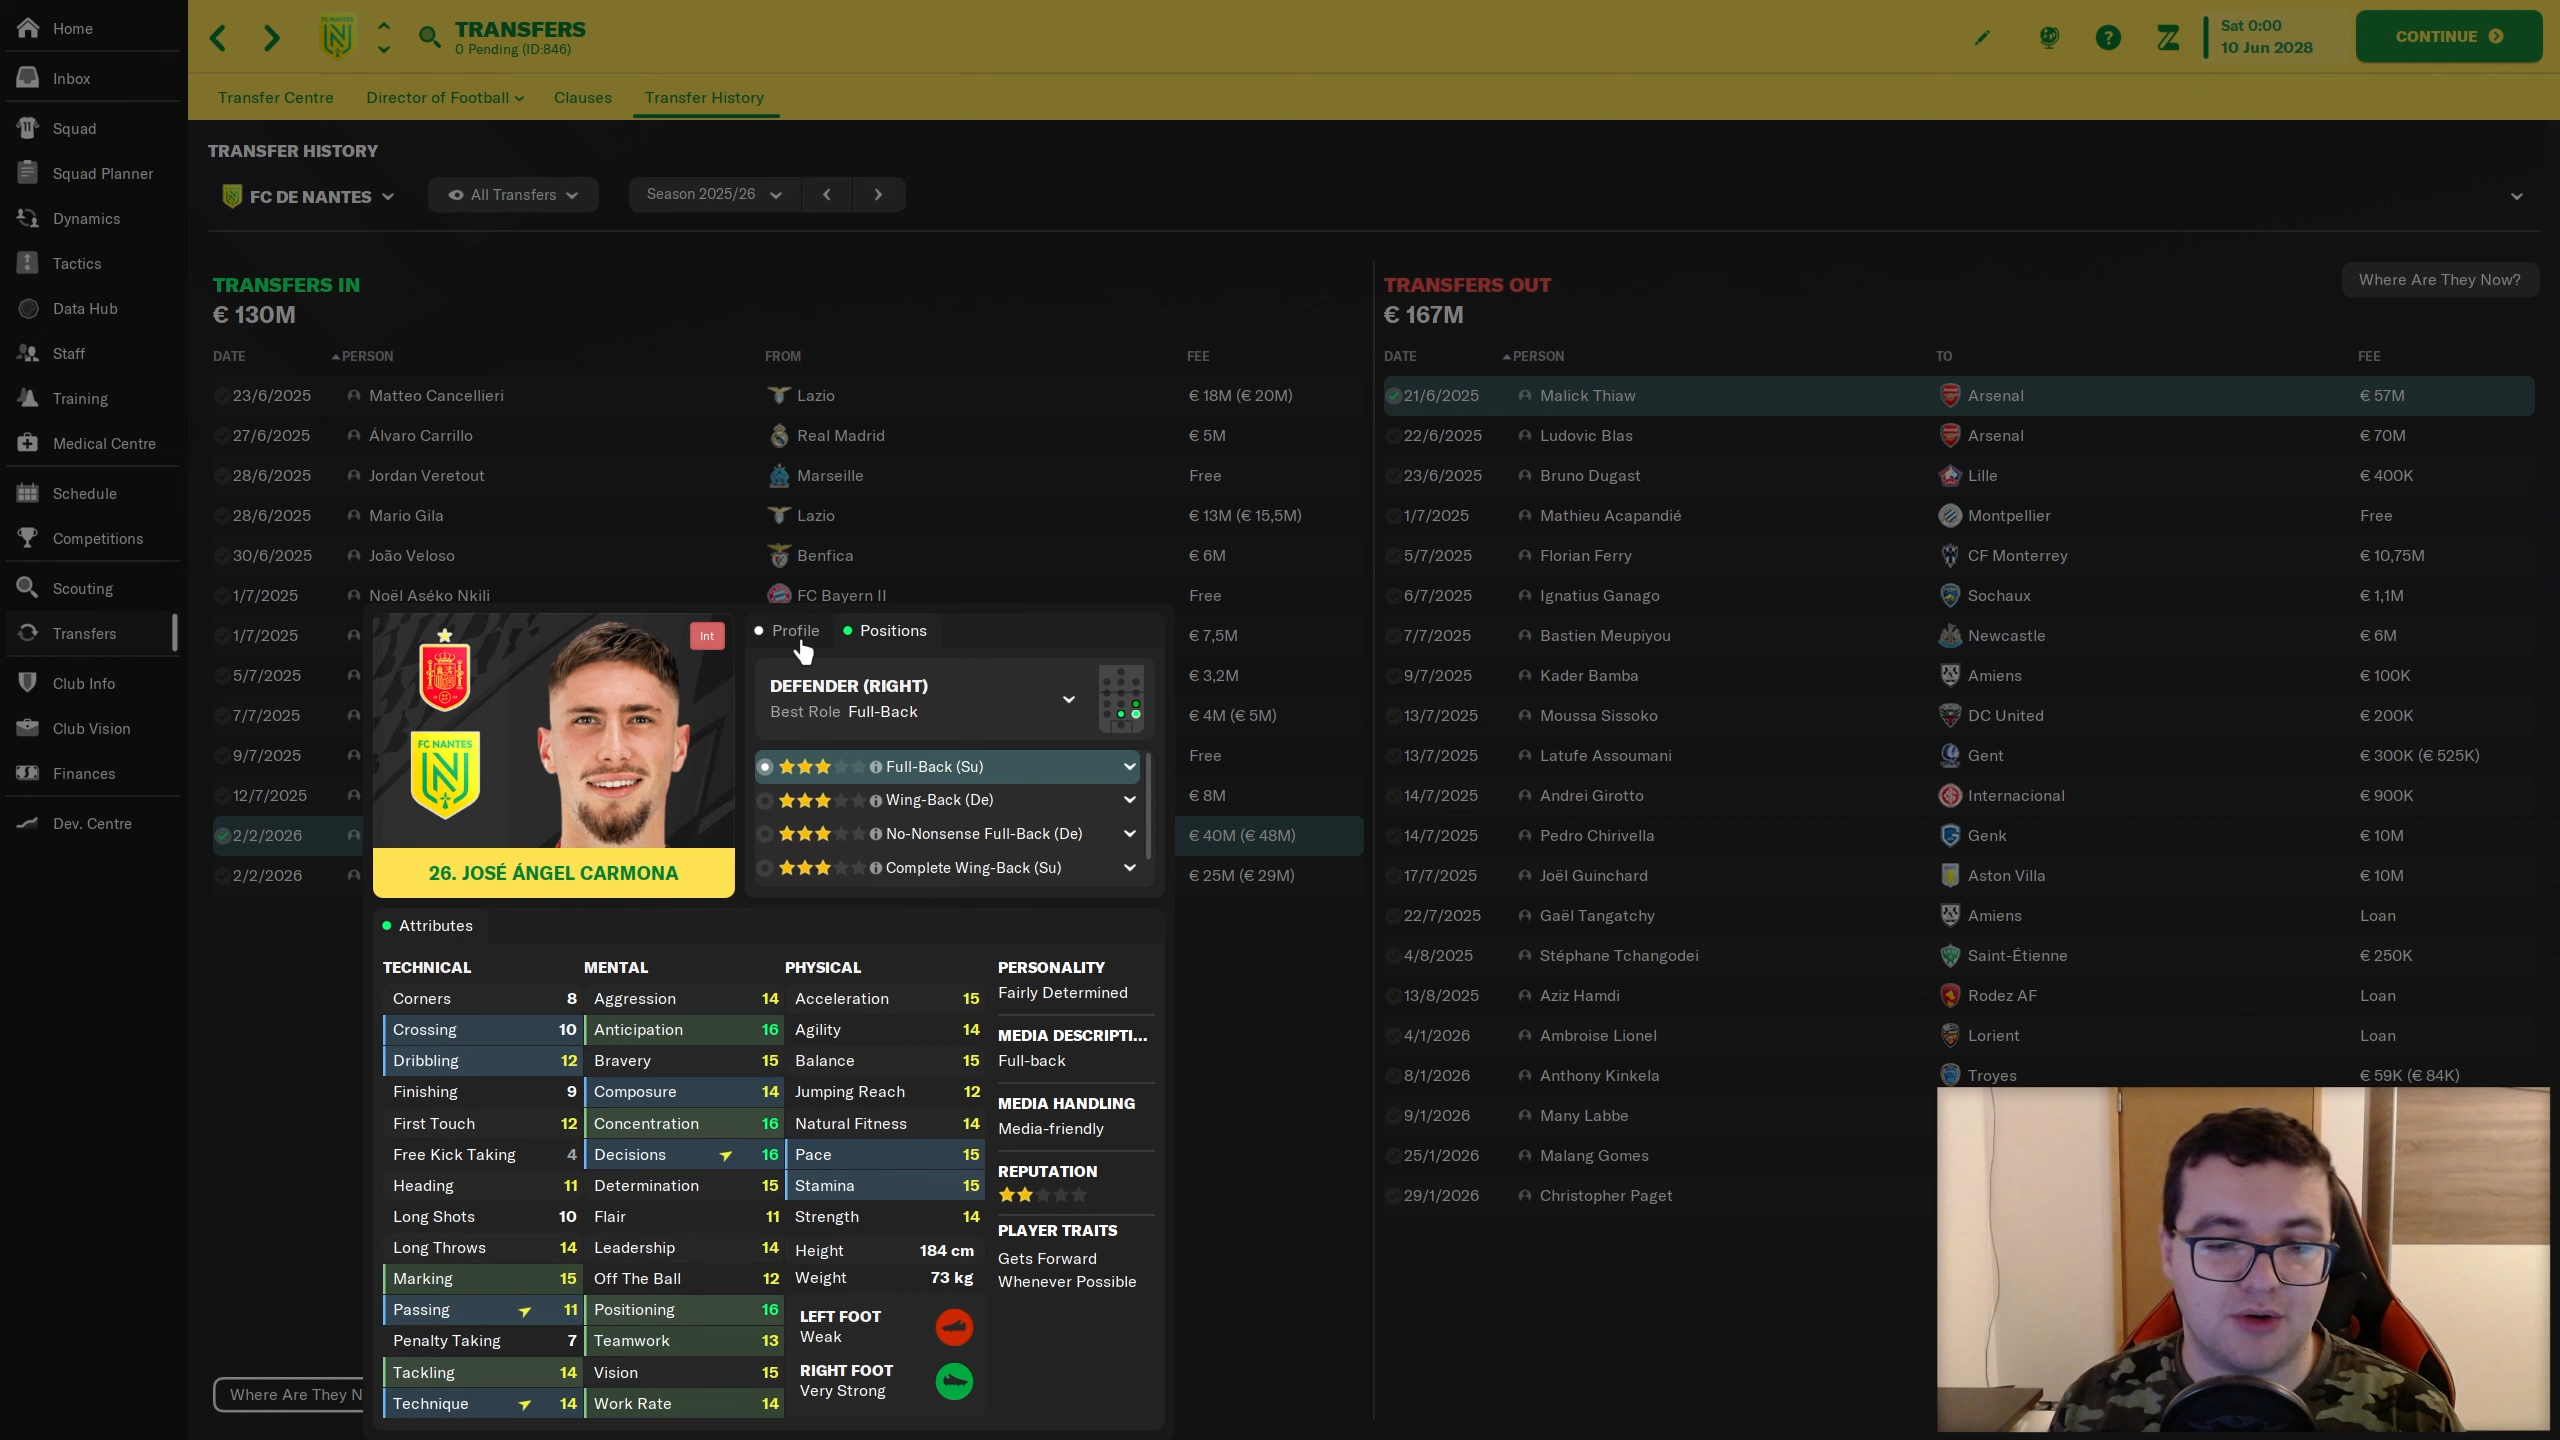 Home
Inbox
Squad
Squad Planner
Dynamics
Tactics
Data Hub
Staff
Training
Medical Centre
Schedule
Competitions
Scouting
Transfers
Club Info
Club Vision
Finances
Dev. Centre
FC NANTES
TRANSFERS
0 Pending (ID:846)
Sat 0:00
10 Jun 2028
CONTINUE
Transfer Centre Director of Football Clauses Transfer History
TRANSFER HISTORY
FC DE NANTES All Transfers Season 2025/26
TRANSFERS IN
€ 130M
DATE PERSON FROM FEE
23/6/2025 Matteo Cancellieri Lazio € 18M (€ 20M)
27/6/2025 Álvaro Carrillo Real Madrid € 5M
28/6/2025 Jordan Veretout Marseille Free
28/6/2025 Mario Gila Lazio € 13M (€ 15,5M)
30/6/2025 João Veloso Benfica € 6M
1/7/2025 Noël Aséko Nkili FC Bayern II Free
1/7/2025 € 7,5M
5/7/2025 € 3,2M
7/7/2025 € 4M (€ 5M)
9/7/2025 Free
12/7/2025 € 8M
2/2/2026 € 40M (€ 48M)
2/2/2026 € 25M (€ 29M)
Where Are They N
TRANSFERS OUT
€ 167M
Where Are They Now?
DATE PERSON TO FEE
21/6/2025 Malick Thiaw Arsenal € 57M
22/6/2025 Ludovic Blas Arsenal € 70M
23/6/2025 Bruno Dugast Lille € 400K
1/7/2025 Mathieu Acapandié Montpellier Free
5/7/2025 Florian Ferry CF Monterrey € 10,75M
6/7/2025 Ignatius Ganago Sochaux € 1,1M
7/7/2025 Bastien Meupiyou Newcastle € 6M
9/7/2025 Kader Bamba Amiens € 100K
13/7/2025 Moussa Sissoko DC United € 200K
13/7/2025 Latufe Assoumani Gent € 300K (€ 525K)
14/7/2025 Andrei Girotto Internacional € 900K
14/7/2025 Pedro Chirivella Genk € 10M
17/7/2025 Joël Guinchard Aston Villa € 10M
22/7/2025 Gaël Tangatchy Amiens Loan
4/8/2025 Stéphane Tchangodei Saint-Étienne € 250K
13/8/2025 Aziz Hamdi Rodez AF Loan
4/1/2026 Ambroise Lionel Lorient Loan
8/1/2026 Anthony Kinkela Troyes € 59K (€ 84K)
9/1/2026 Many Labbe
25/1/2026 Malang Gomes
29/1/2026 Christopher Paget
Int
FC NANTES
26. JOSÉ ÁNGEL CARMONA
Profile Positions
DEFENDER (RIGHT)
Best Role Full-Back
Full-Back (Su)
Wing-Back (De)
No-Nonsense Full-Back (De)
Complete Wing-Back (Su)
Attributes
TECHNICAL
Corners 8
Crossing 10
Dribbling 12
Finishing 9
First Touch 12
Free Kick Taking 4
Heading 11
Long Shots 10
Long Throws 14
Marking 15
Passing 11
Penalty Taking 7
Tackling 14
Technique 14
MENTAL
Aggression 14
Anticipation 16
Bravery 15
Composure 14
Concentration 16
Decisions 16
Determination 15
Flair 11
Leadership 14
Off The Ball 12
Positioning 16
Teamwork 13
Vision 15
Work Rate 14
PHYSICAL
Acceleration 15
Agility 14
Balance 15
Jumping Reach 12
Natural Fitness 14
Pace 15
Stamina 15
Strength 14
Height 184 cm
Weight 73 kg
LEFT FOOT
Weak
RIGHT FOOT
Very Strong
PERSONALITY
Fairly Determined
MEDIA DESCRIPTI...
Full-back
MEDIA HANDLING
Media-friendly
REPUTATION
PLAYER TRAITS
Gets Forward
Whenever Possible